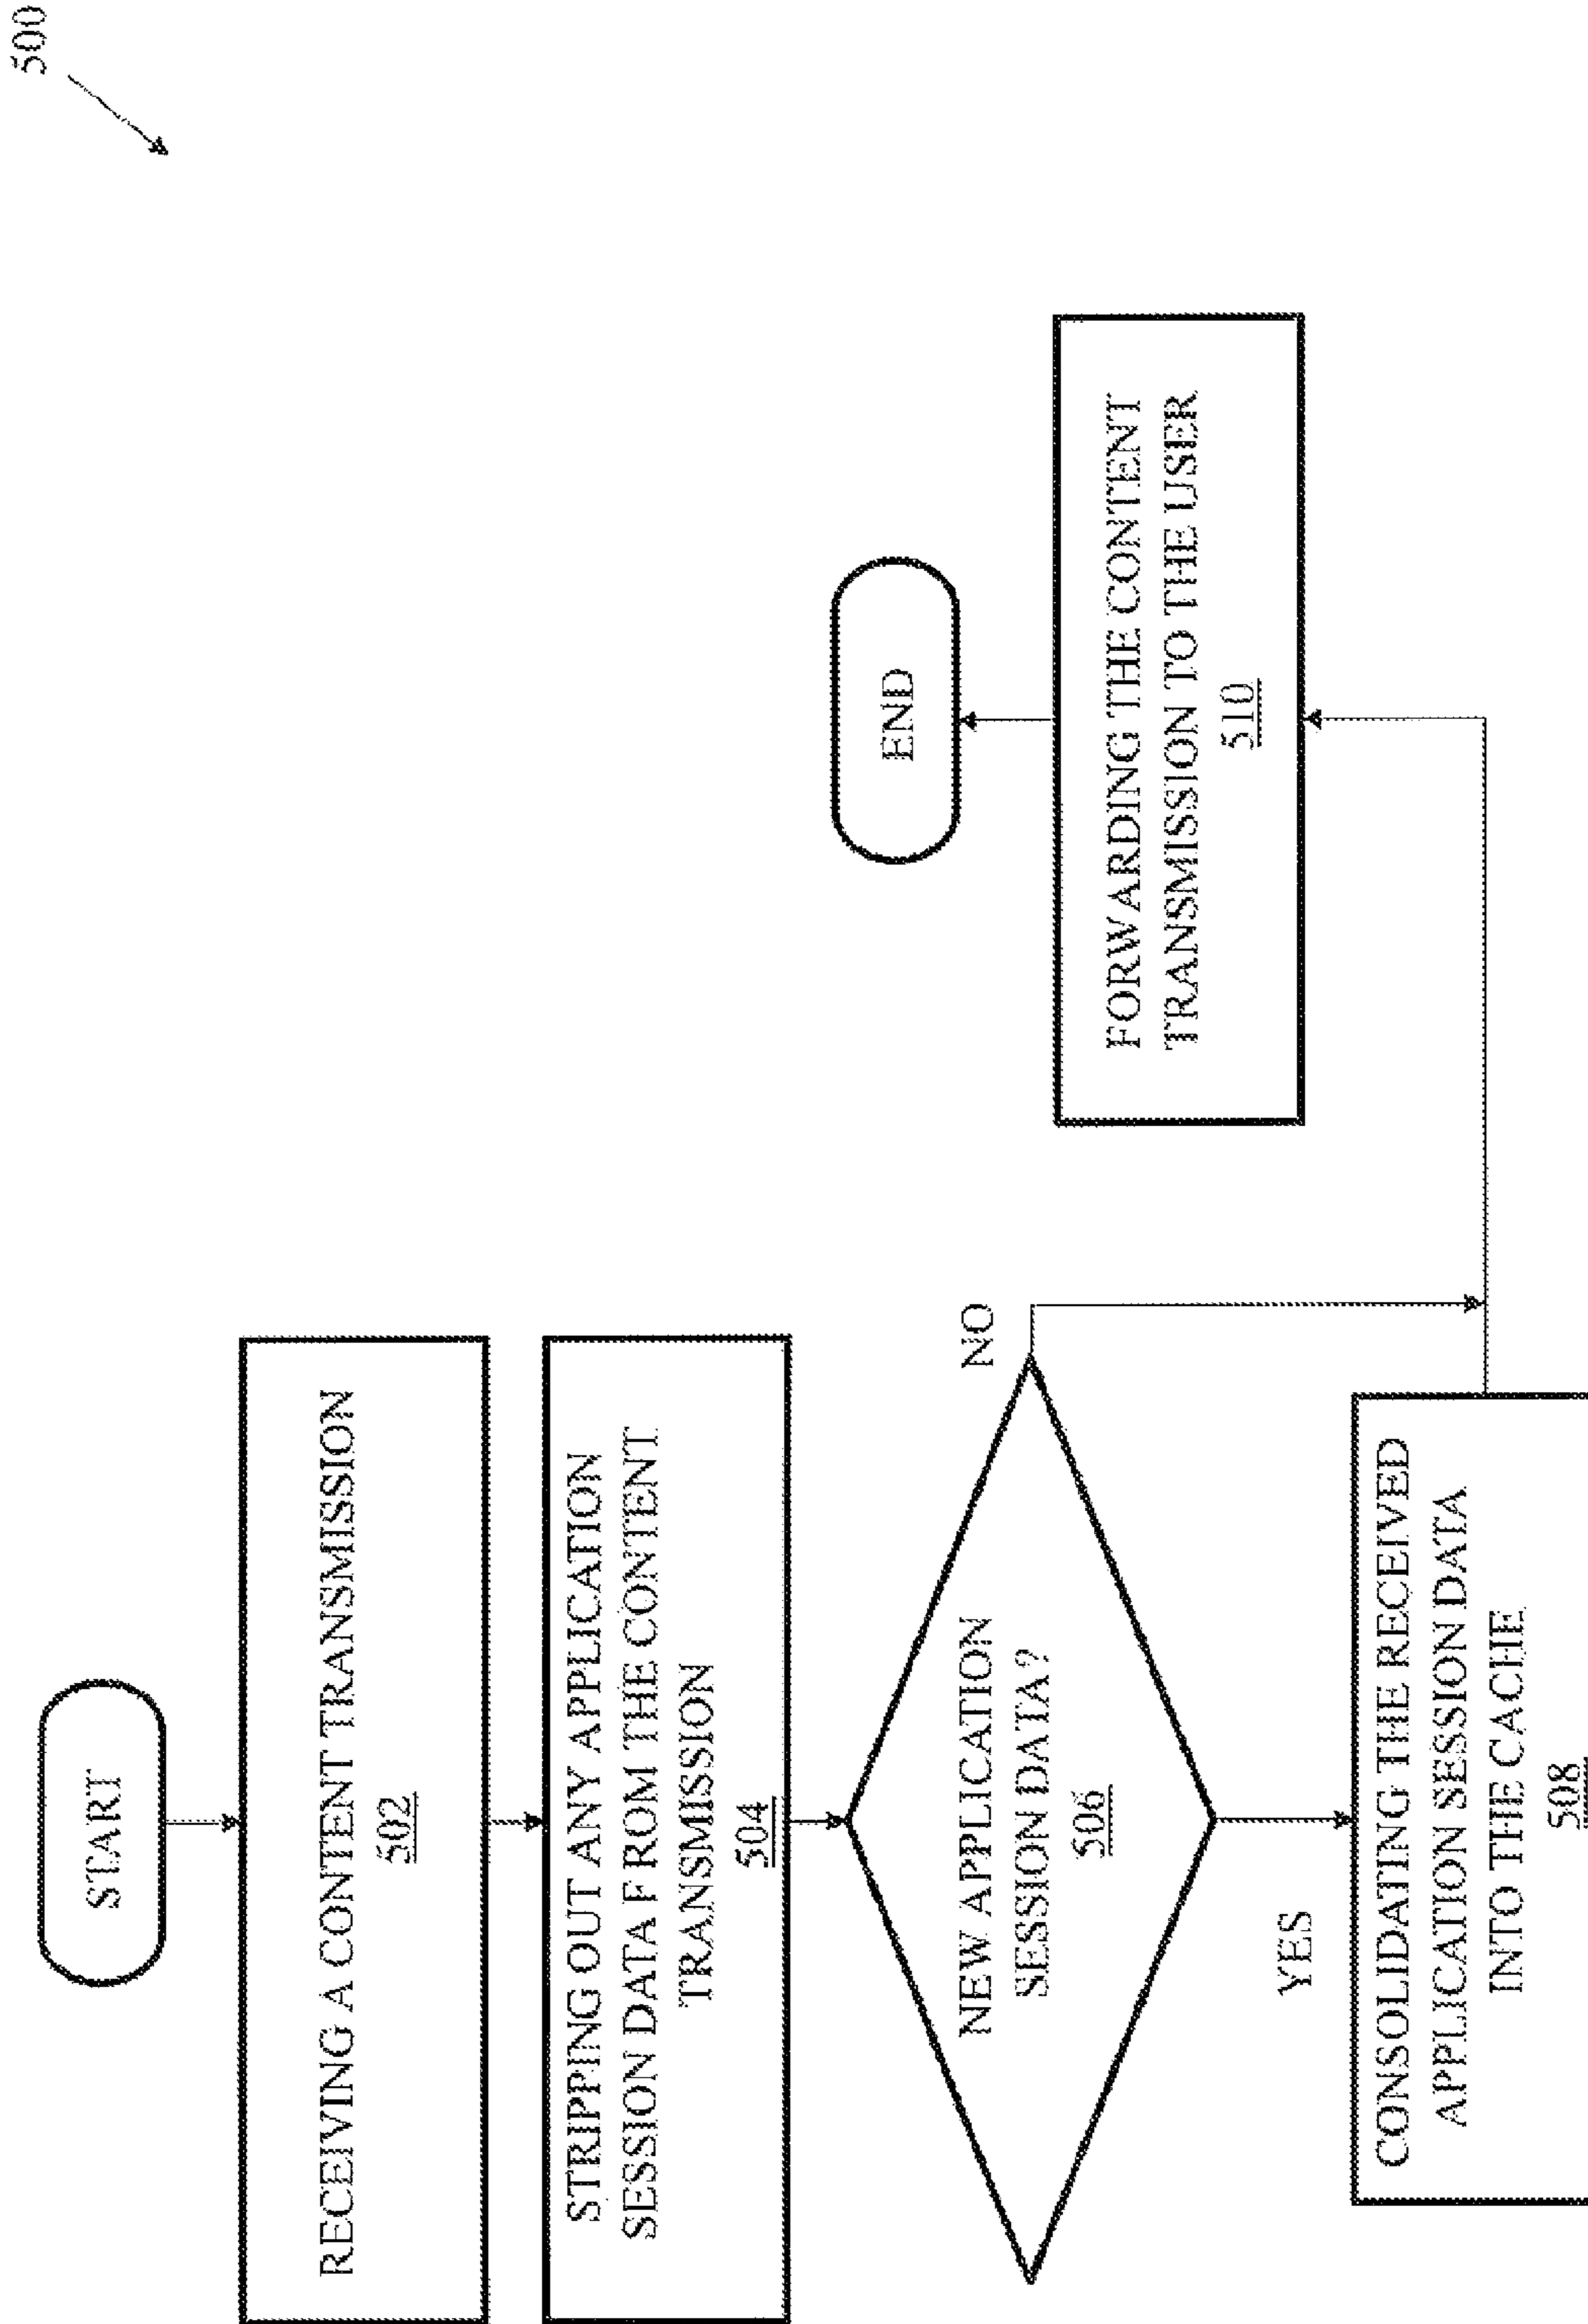 500
START
RECEIVING A CONTENT TRANSMISSION
502
STRIPPING OUT ANY APPLICATION
SESSION DATA FROM THE CONTENT
TRANSMISSION
504
NEW APPLICATION
SESSION DATA?
506
NO
YES
CONSOLIDATING THE RECEIVED
APPLICATION SESSION DATA
INTO THE CACHE
508
END
FORWARDING THE CONTENT
TRANSMISSION TO THE USER
510